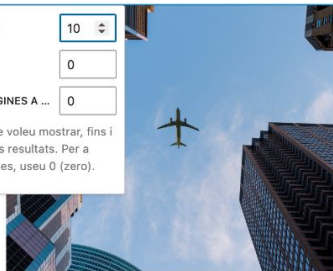 10
0
GINES A ... 0
e voleu mostrar, fins i
s resultats. Per a
es, useu 0 (zero).